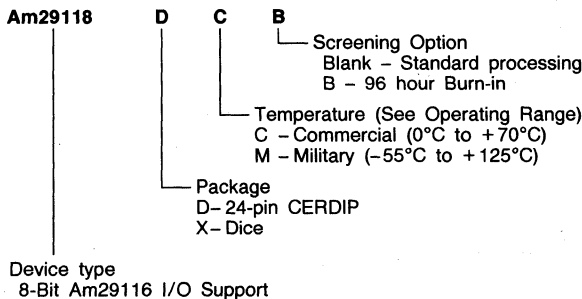 Am29118 D C B
Screening Option
Blank – Standard processing
B – 96 hour Burn-in
Temperature (See Operating Range)
C – Commercial (0°C to +70°C)
M – Military (–55°C to +125°C)
Package
D– 24-pin CERDIP
X– Dice
Device type
8-Bit Am29116 I/O Support